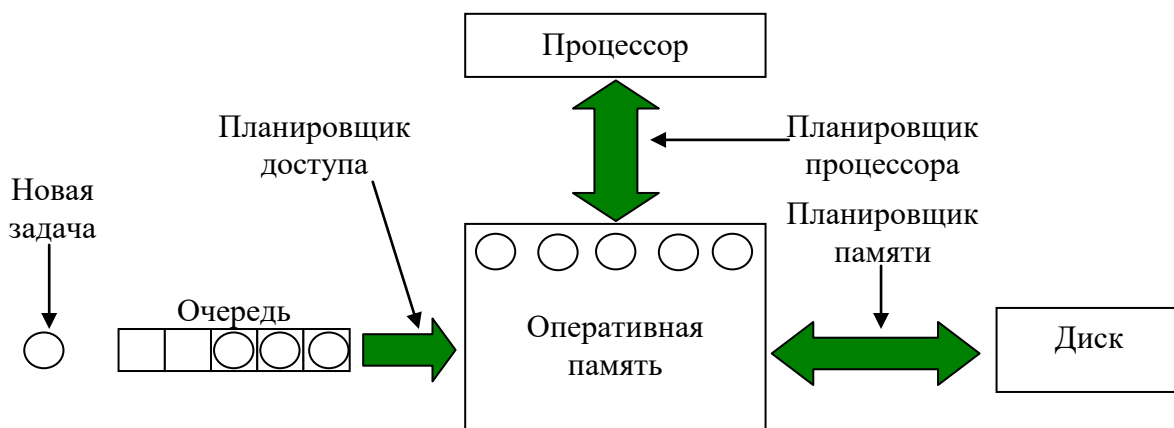 Процессор
Планировщик
доступа
Планировщик
процессора
Новая
задача
Планировщик
памяти
Очередь
Оперативная
память
Диск